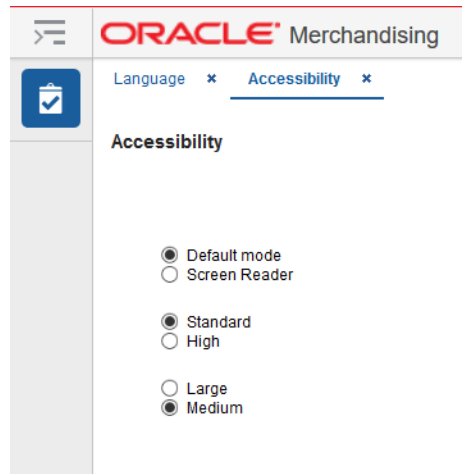 ORACLE® Merchandising
Language × Accessibility ×
Accessibility
Default mode
Screen Reader
Standard
High
Large
Medium